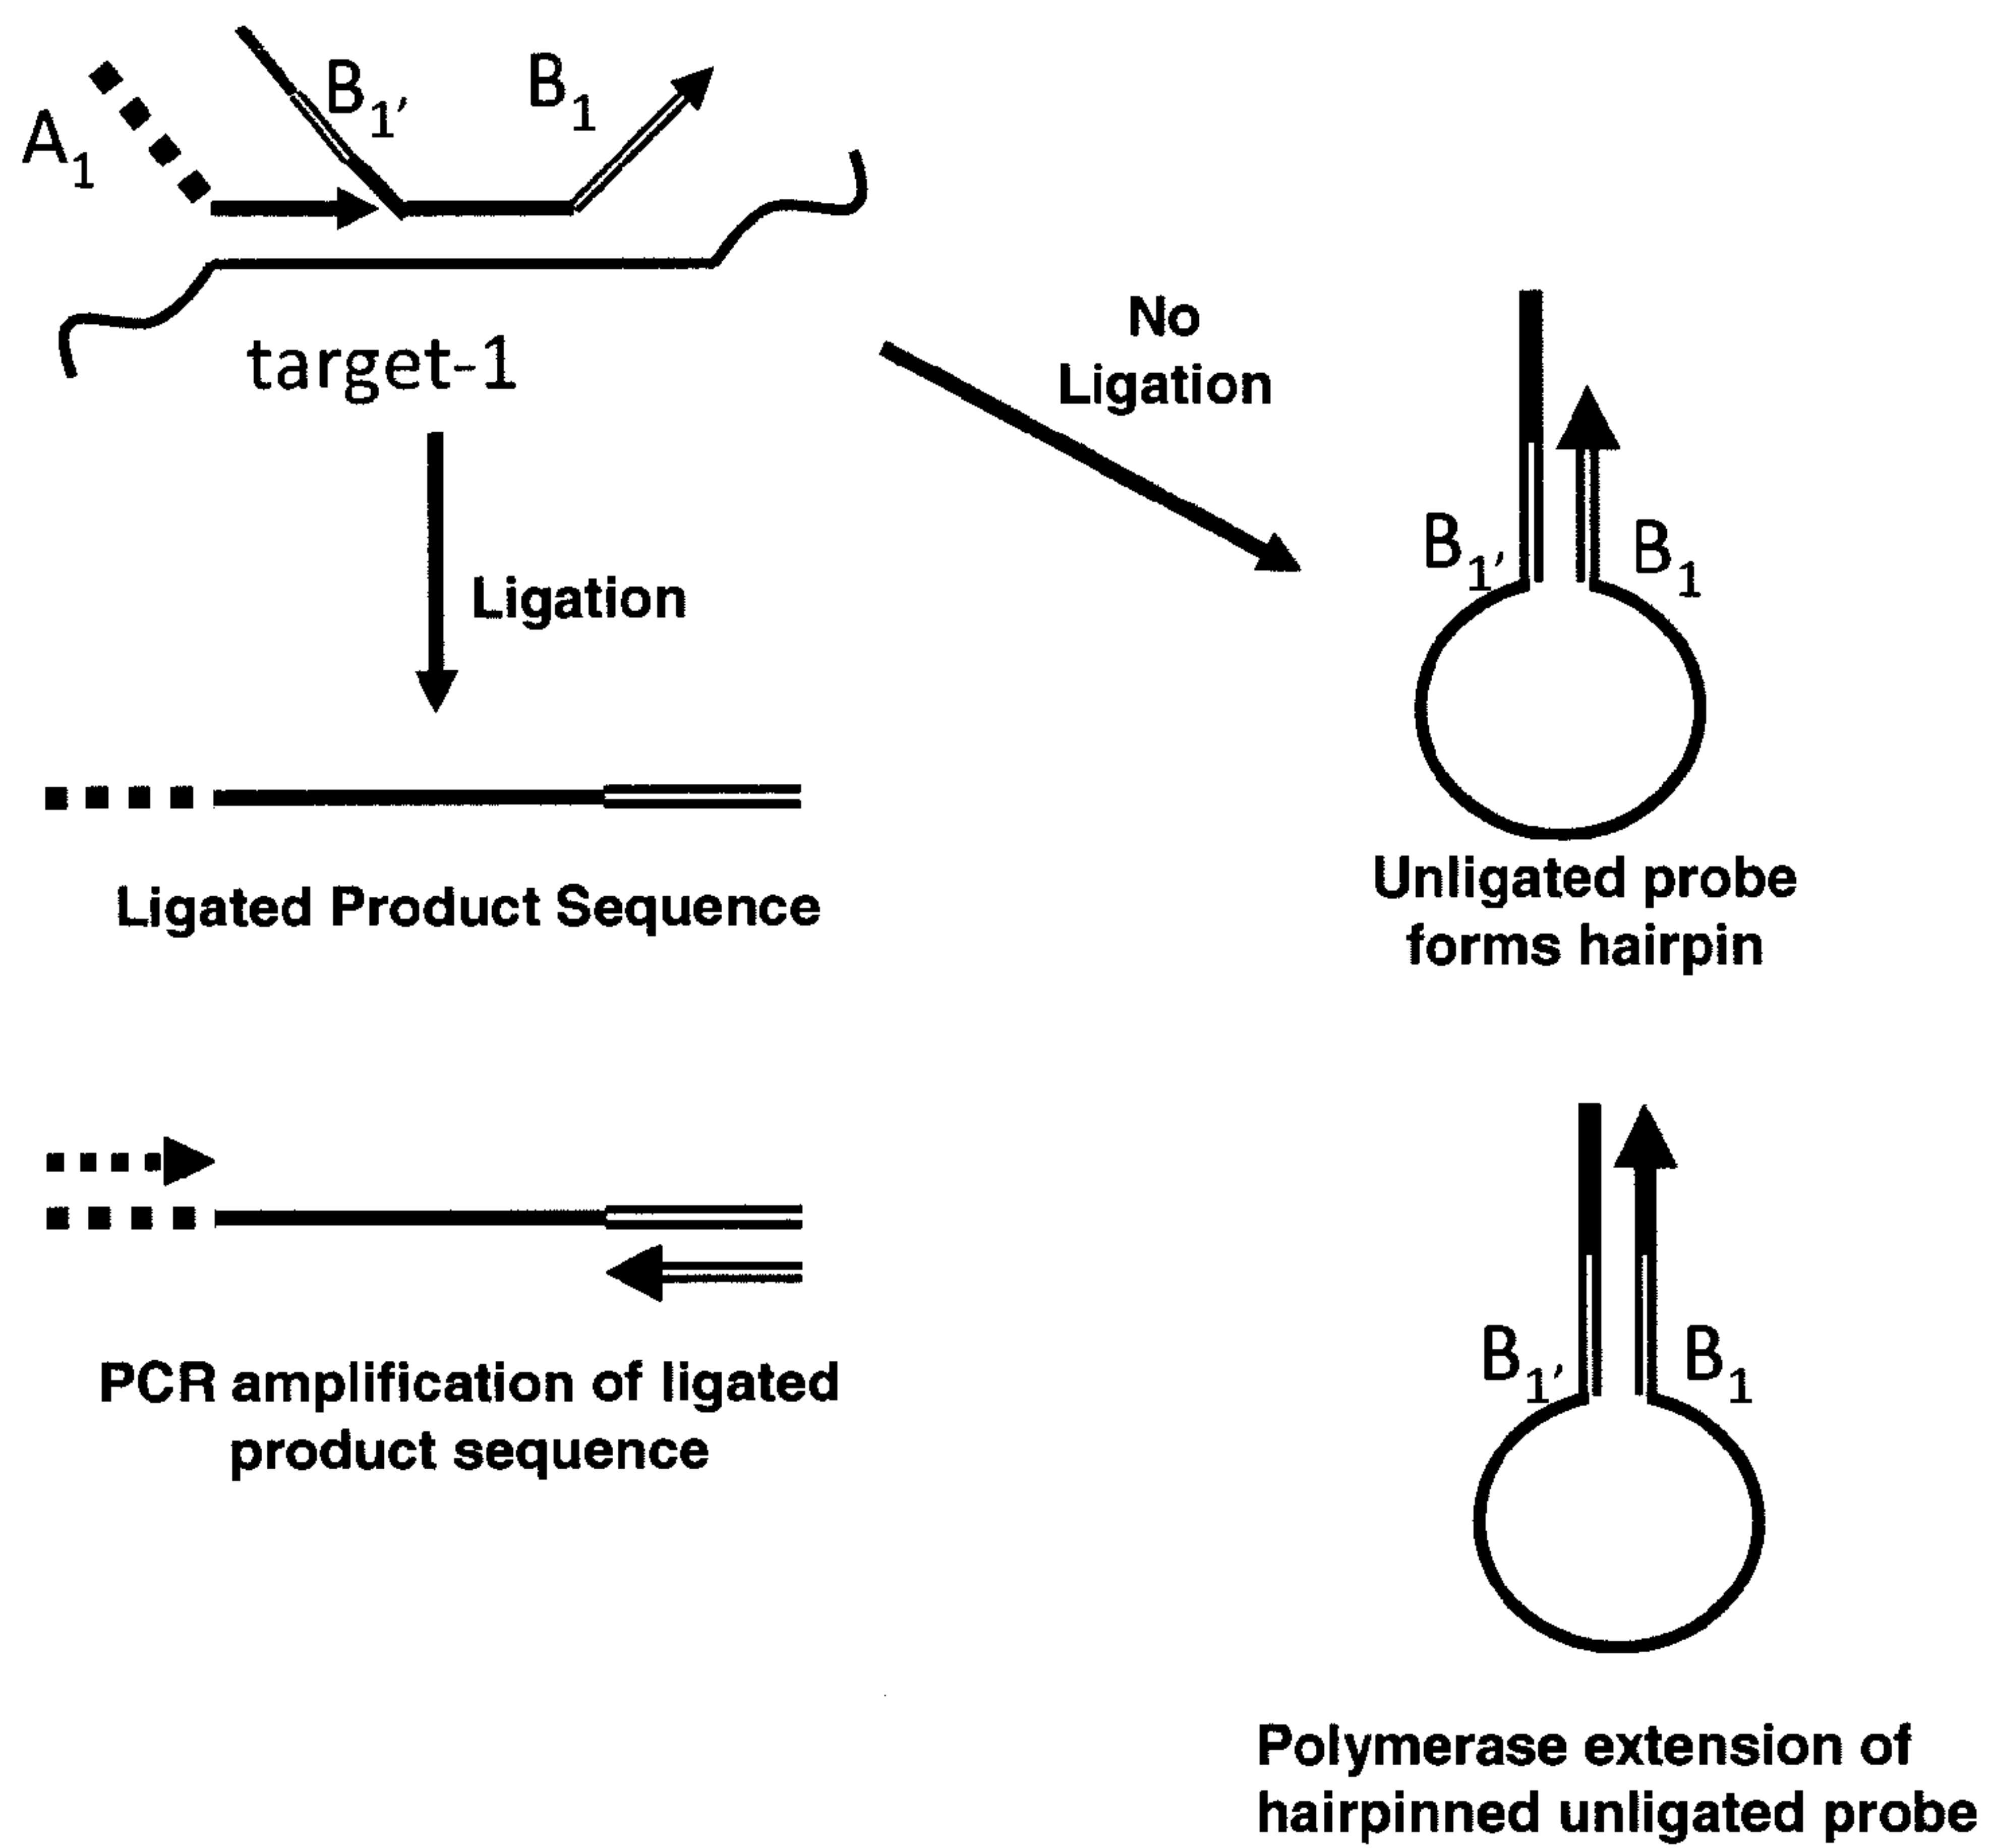 A1
B1'
B1
target-1
No
Ligation
Ligation
B1'
B1
Ligated Product Sequence
Unligated probe
forms hairpin
PCR amplification of ligated
product sequence
B1'
B1
Polymerase extension of
hairpinned unligated probe